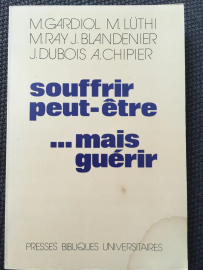 M.GARDIOL M.LÜTHI
M.RAY J.BLANDENIER
J.DUBOIS A.CHIPIER
souffrir
peut-être
...mais
guérir
PRESSES BIBLIQUES UNIVERSITAIRES